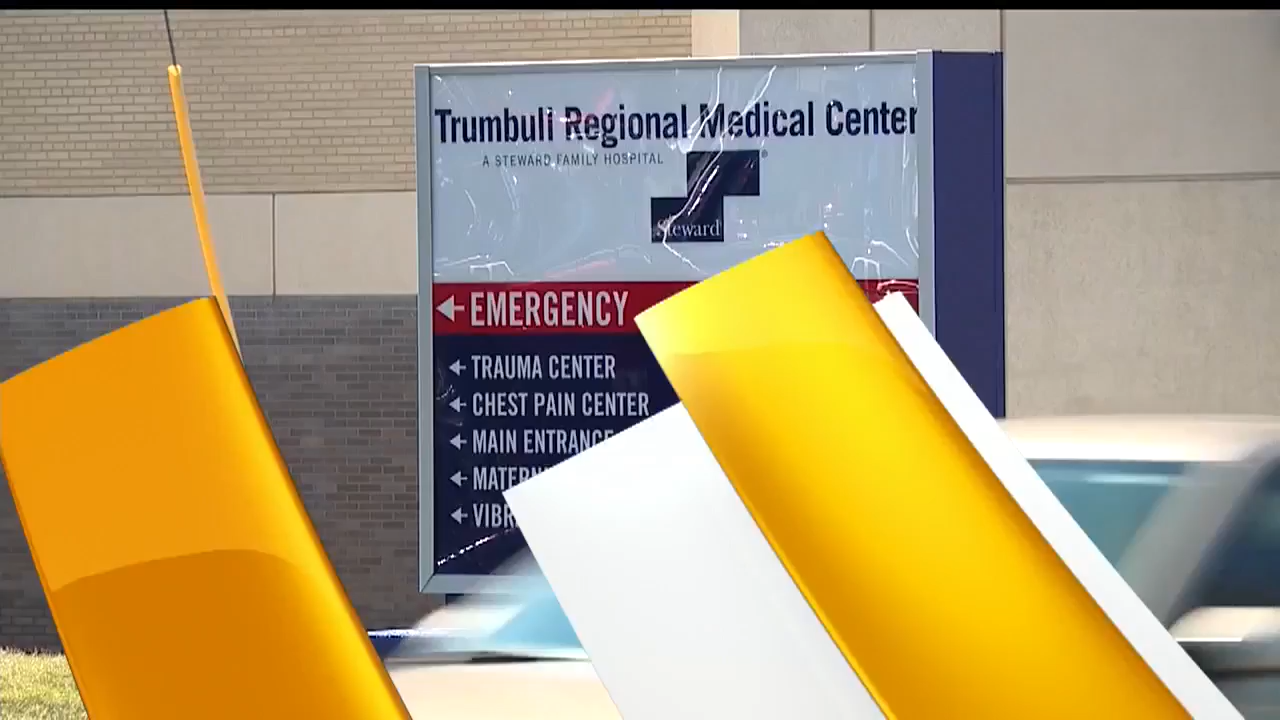 Trumbull Regional Medical Center
A STEWARD FAMILY HOSPITAL
®
Steward
EMERGENCY
TRAUMA CENTER
CHEST PAIN CENTER
MAIN ENTRANCE